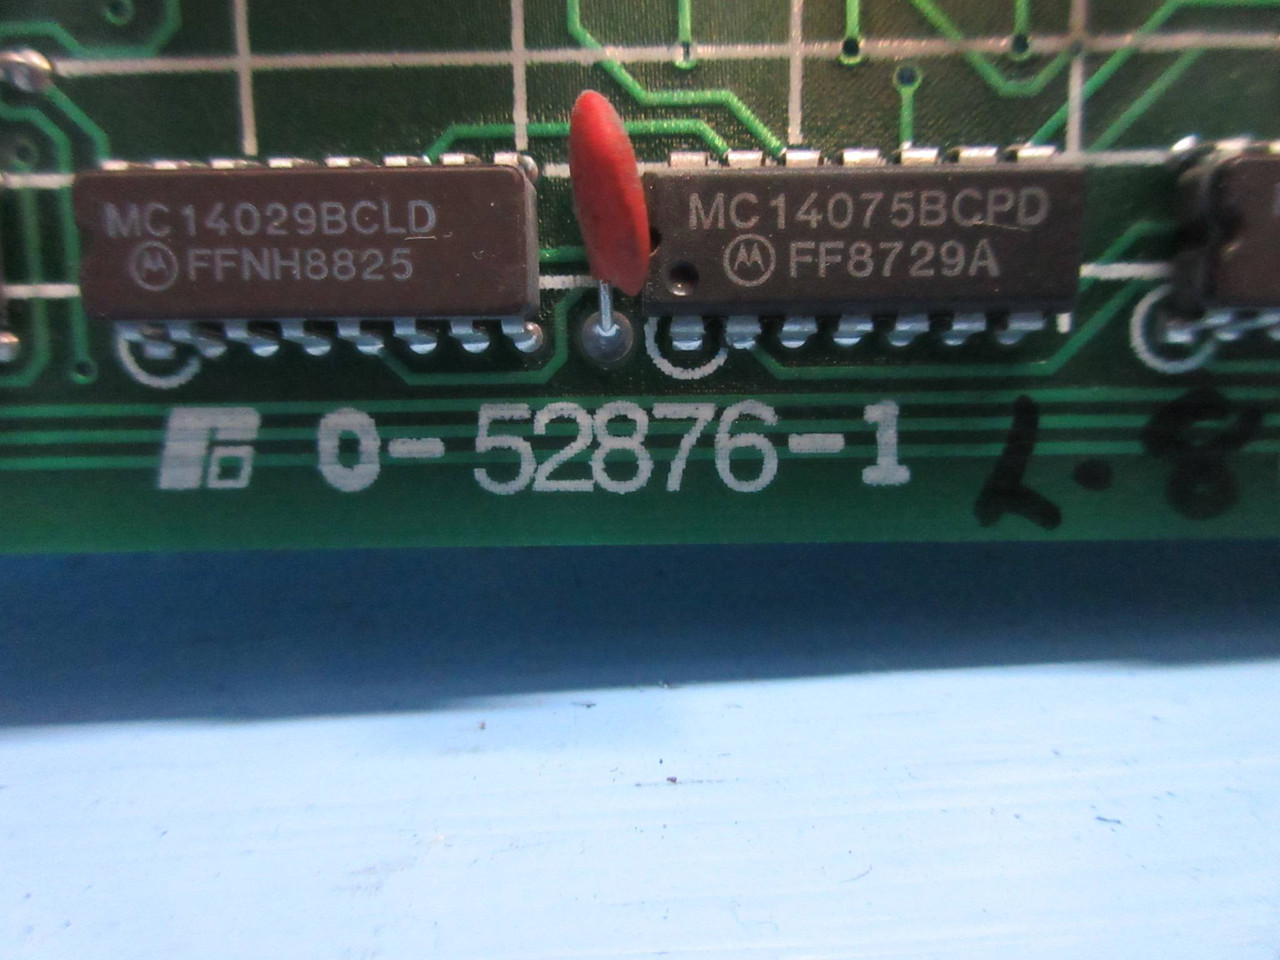 MC14029BCLD
FFNH8825
MC14075BCPD
FF8729A
0-52876-1